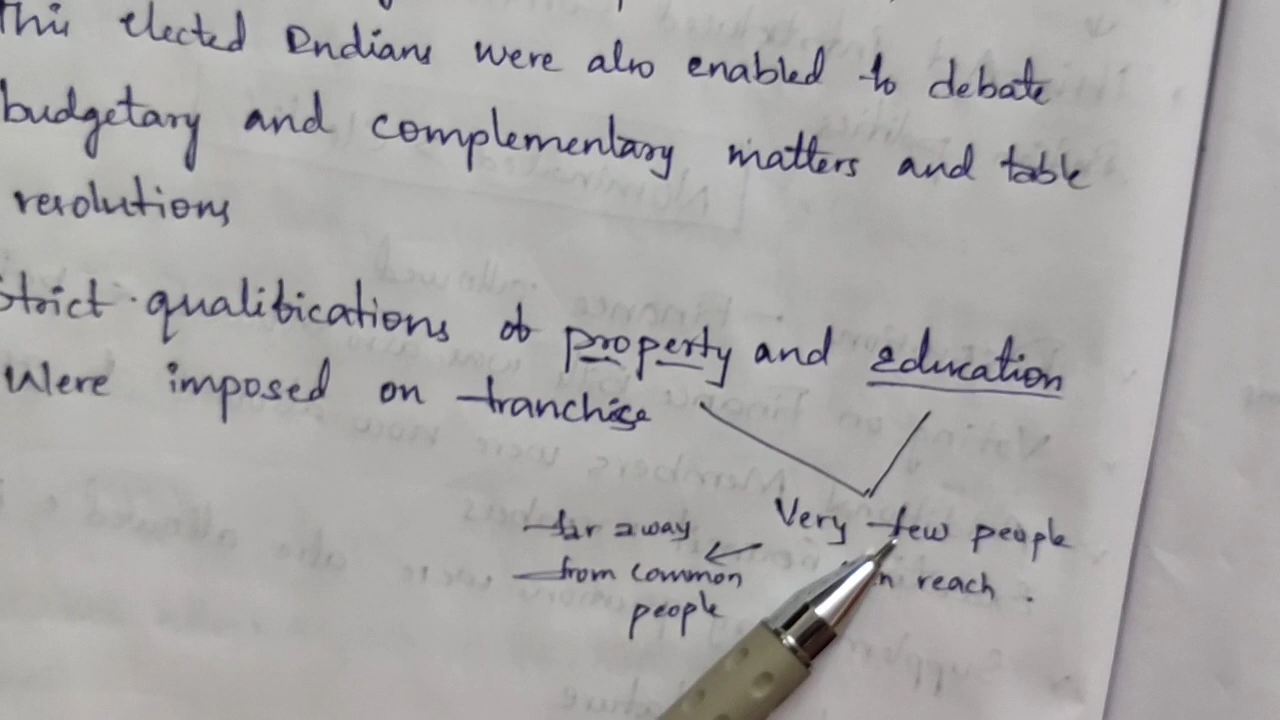 This elected Indians were also enabled to debate
budgetary and complementary matters and table
resolutions
Strict qualifications of property and education
Were imposed on franchise
Very few people
in reach.
far away
from common
people